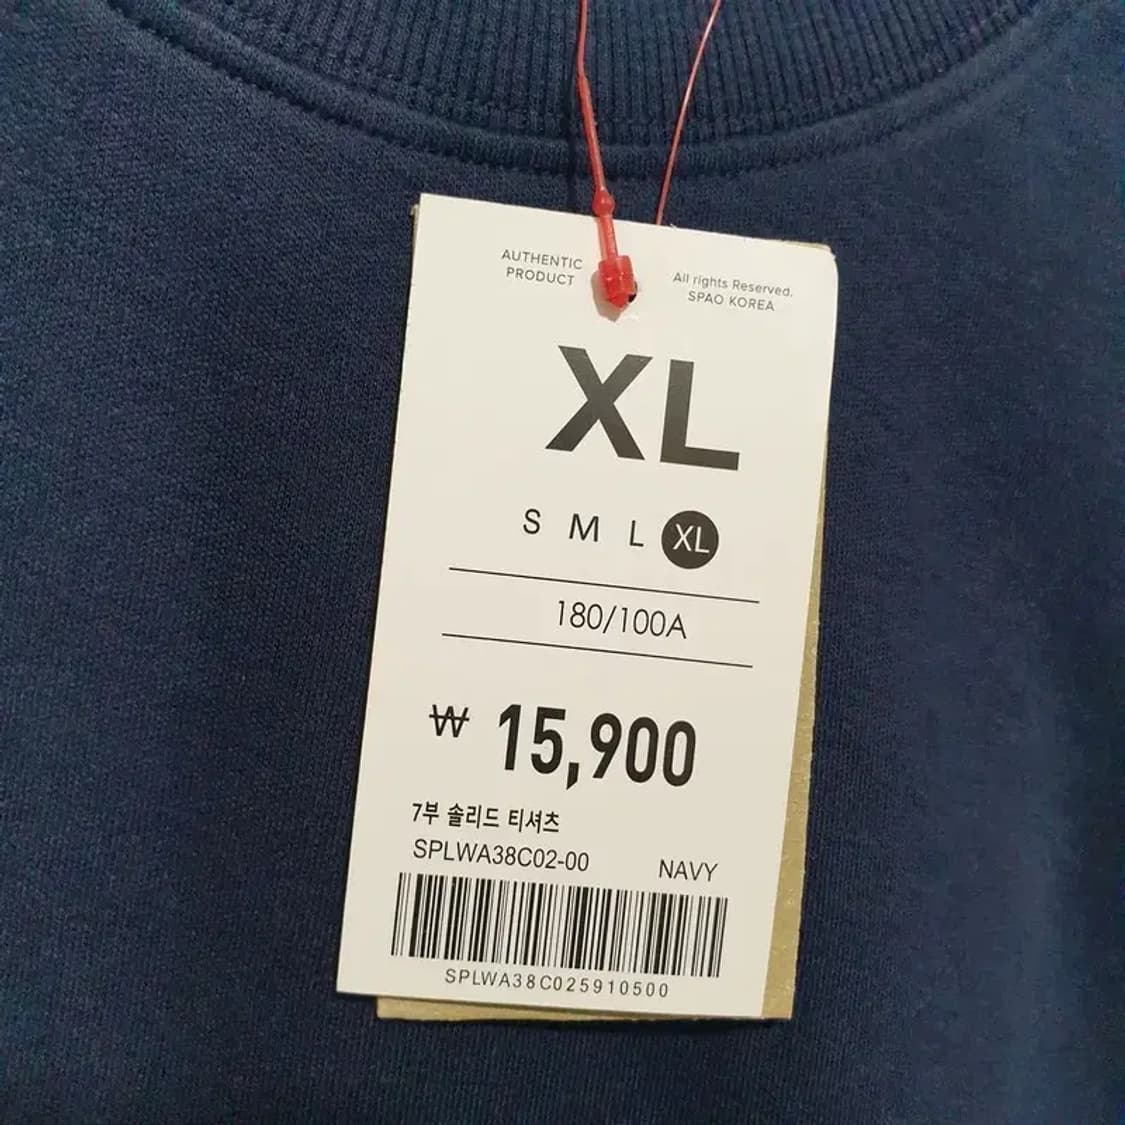 AUTHENTIC
PRODUCT
All rights Reserved.
SPAO KOREA
XL
S M L XL
180/100A
₩ 15,900
7부 솔리드 티셔츠
SPLWA38C02-00 NAVY
SPLWA38C025910500